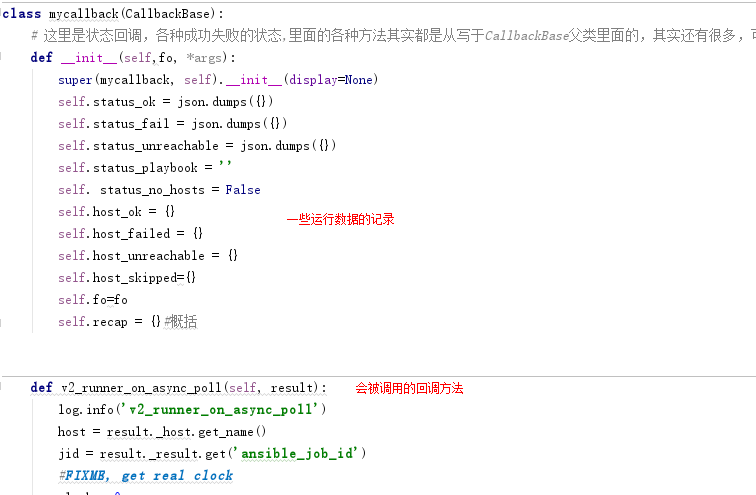 class mycallback(CallbackBase):
# 这里是状态回调，各种成功失败的状态,里面的各种方法其实都是从写于CallbackBase父类里面的，其实还有很多，可
def __init__(self,fo, *args):
super(mycallback, self).__init__(display=None)
self.status_ok = json.dumps({})
self.status_fail = json.dumps({})
self.status_unreachable = json.dumps({})
self.status_playbook = ''
self. status_no_hosts = False
self.host_ok = {}
一些运行数据的记录
self.host_failed = {}
self.host_unreachable = {}
self.host_skipped={}
self.fo=fo
self.recap = {}#概括
def v2_runner_on_async_poll(self, result): 会被调用的回调方法
log.info('v2_runner_on_async_poll')
host = result._host.get_name()
jid = result._result.get('ansible_job_id')
#FIXME, get real clock